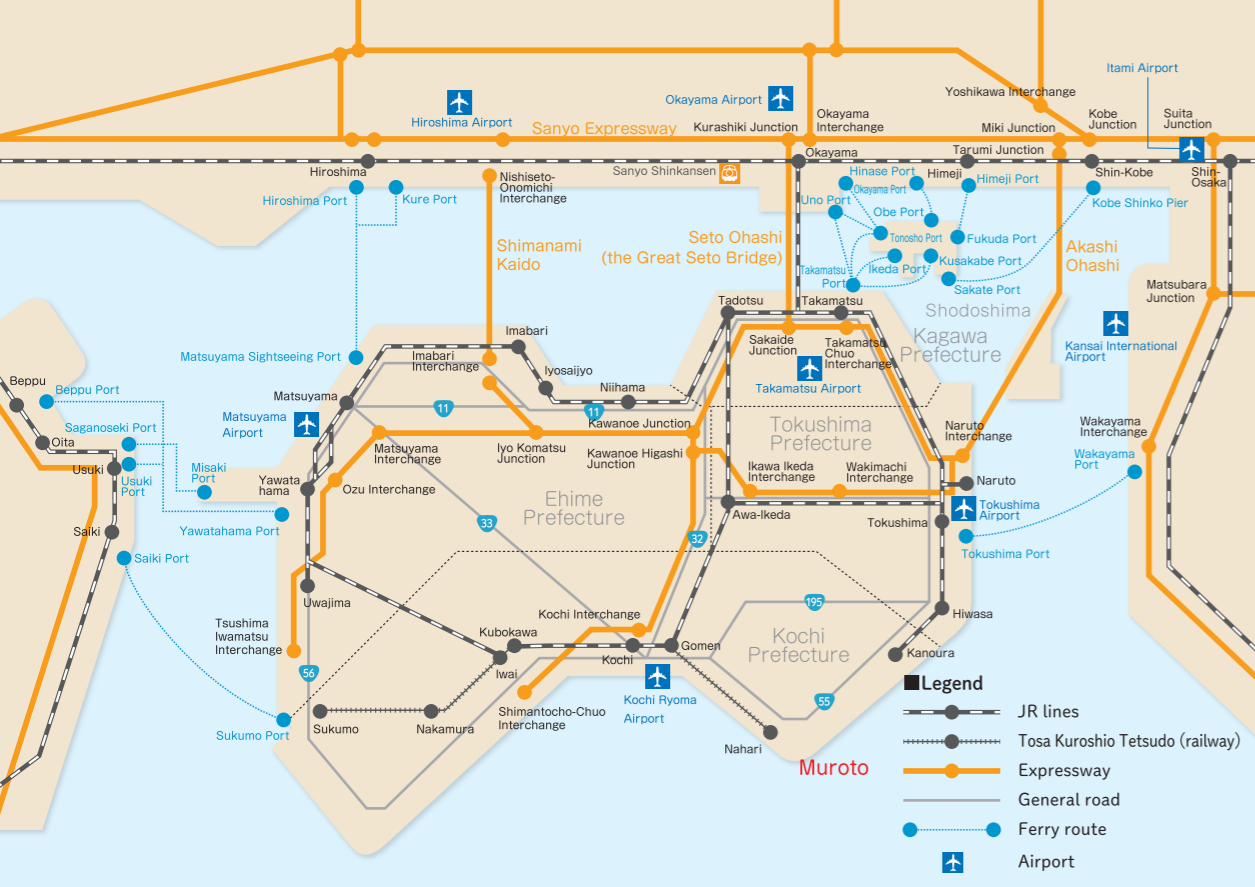 Itami Airport
Yoshikawa Interchange
Okayama Airport
Hiroshima Airport
Okayama
Interchange
Kobe
Junction
Suita
Junction
Sanyo Expressway
Kurashiki Junction
Miki Junction
Tarumi Junction
Okayama
Hiroshima
Sanyo Shinkansen
Hinase Port
Himeji
Shin-Kobe
Shin-
Osaka
Nishiseto-
Onomichi
Interchange
Okayama Port
Himeji Port
Hiroshima Port
Kure Port
Uno Port
Kobe Shinko Pier
Obe Port
Seto Ohashi
(the Great Seto Bridge)
Shimanami
Kaido
Tonosho Port
Fukuda Port
Akashi
Ohashi
Takamatsu
Port
Ikeda Port
Kusakabe Port
Sakate Port
Matsubara
Junction
Shodoshima
Tadotsu
Takamatsu
Kagawa
Prefecture
Imabari
Sakaide
Junction
Takamatsu
Chuo
Interchange
Kansai International
Airport
Matsuyama Sightseeing Port
Imabari
Interchange
Iyosaijyo
Niihama
Takamatsu Airport
Beppu
Beppu Port
Matsuyama
11
11
Matsuyama
Airport
Saganoseki Port
Kawanoe Junction
Tokushima
Prefecture
Naruto
Interchange
Wakayama
Interchange
Oita
Matsuyama
Interchange
Iyo Komatsu
Junction
Kawanoe Higashi
Junction
Wakayama
Port
Usuki
Usuki
Port
Misaki
Port
Yawata
hama
Ozu Interchange
Ikawa Ikeda
Interchange
Wakimachi
Interchange
Naruto
Ehime
Prefecture
Awa-Ikeda
Tokushima
Airport
Yawatahama Port
33
Tokushima
Saiki
32
Saiki Port
Tokushima Port
Uwajima
195
Hiwasa
Tsushima
Iwamatsu
Interchange
Kochi Interchange
Kubokawa
Kochi
Prefecture
Gomen
Kanoura
Iwai
Kochi
56
Kochi Ryoma
Airport
55
Shimantocho-Chuo
Interchange
Sukumo Port
Sukumo
Nakamura
Nahari
Muroto
■Legend
JR lines
Tosa Kuroshio Tetsudo (railway)
Expressway
General road
Ferry route
Airport